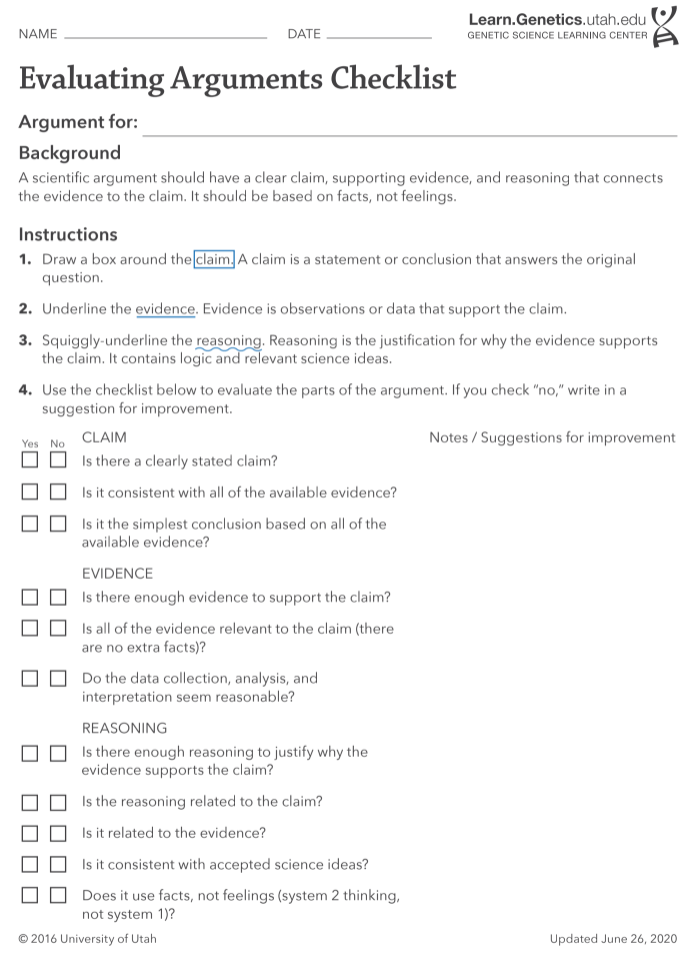 NAME DATE
Learn.Genetics.utah.edu
GENETIC SCIENCE LEARNING CENTER
Evaluating Arguments Checklist
Argument for:
Background
A scientific argument should have a clear claim, supporting evidence, and reasoning that connects
the evidence to the claim. It should be based on facts, not feelings.
Instructions
1. Draw a box around the claim. A claim is a statement or conclusion that answers the original
question.
2. Underline the evidence. Evidence is observations or data that support the claim.
3. Squiggly-underline the reasoning. Reasoning is the justification for why the evidence supports
the claim. It contains logic and relevant science ideas.
4. Use the checklist below to evaluate the parts of the argument. If you check “no,” write in a
suggestion for improvement.
Yes No CLAIM Notes / Suggestions for improvement
Is there a clearly stated claim?
Is it consistent with all of the available evidence?
Is it the simplest conclusion based on all of the
available evidence?
EVIDENCE
Is there enough evidence to support the claim?
Is all of the evidence relevant to the claim (there
are no extra facts)?
Do the data collection, analysis, and
interpretation seem reasonable?
REASONING
Is there enough reasoning to justify why the
evidence supports the claim?
Is the reasoning related to the claim?
Is it related to the evidence?
Is it consistent with accepted science ideas?
Does it use facts, not feelings (system 2 thinking,
not system 1)?
© 2016 University of Utah Updated June 26, 2020